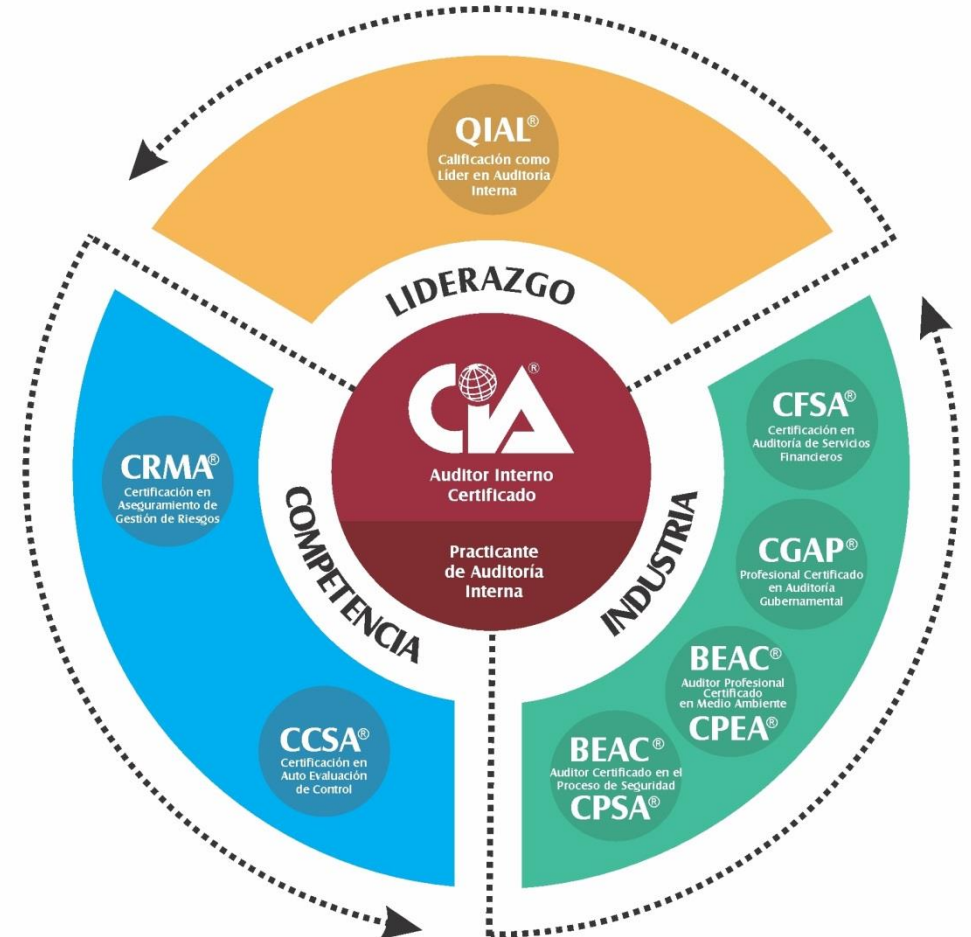 QIAL®
Calificación como
Líder en Auditoría
Interna
LIDERAZGO
CIA®
Auditor Interno
Certificado
Practicante
de Auditoría
Interna
COMPETENCIA
CRMA®
Certificación en
Aseguramiento de
Gestión de Riesgos
CCSA®
Certificación en
Auto Evaluación
de Control
INDUSTRIA
CFSA®
Certificación en
Auditoría de Servicios
Financieros
CGAP®
Profesional Certificado
en Auditoría
Gubernamental
BEAC®
Auditor Profesional
Certificado
en Medio Ambiente
CPEA®
BEAC®
Auditor Certificado en el
Proceso de Seguridad
CPSA®